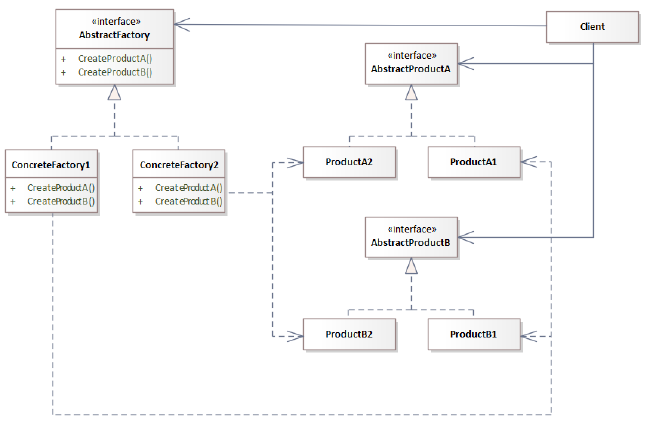 «interface»
AbstractFactory
+ CreateProductA()
+ CreateProductB()
Client
«interface»
AbstractProductA
ConcreteFactory1
+ CreateProductA()
+ CreateProductB()
ConcreteFactory2
+ CreateProductA()
+ CreateProductB()
ProductA2
ProductA1
«interface»
AbstractProductB
ProductB2
ProductB1